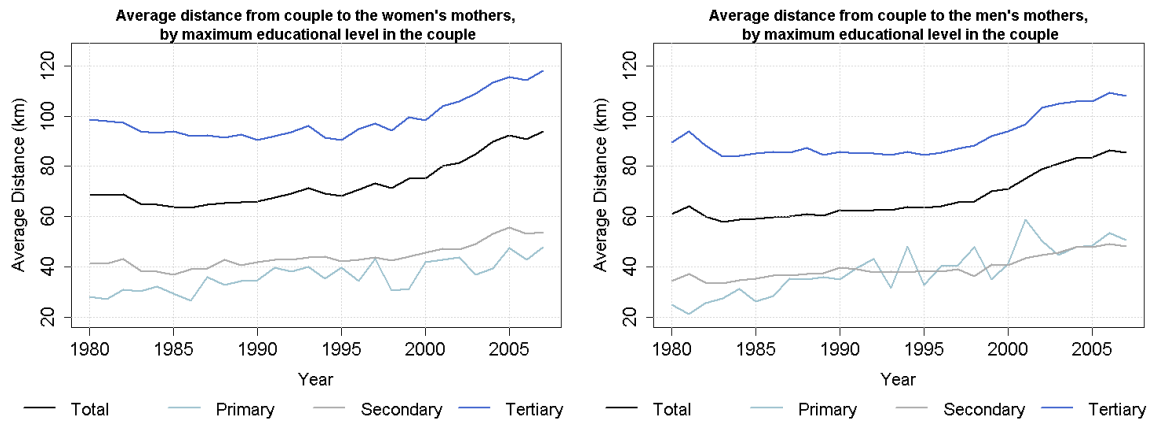 Average distance from couple to the women's mothers,
by maximum educational level in the couple
Average Distance (km)
120
100
80
60
40
20
1980 1985 1990 1995 2000 2005
Year
Total Primary Secondary Tertiary
Average distance from couple to the men's mothers,
by maximum educational level in the couple
Average Distance (km)
120
100
80
60
40
20
1980 1985 1990 1995 2000 2005
Year
Total Primary Secondary Tertiary